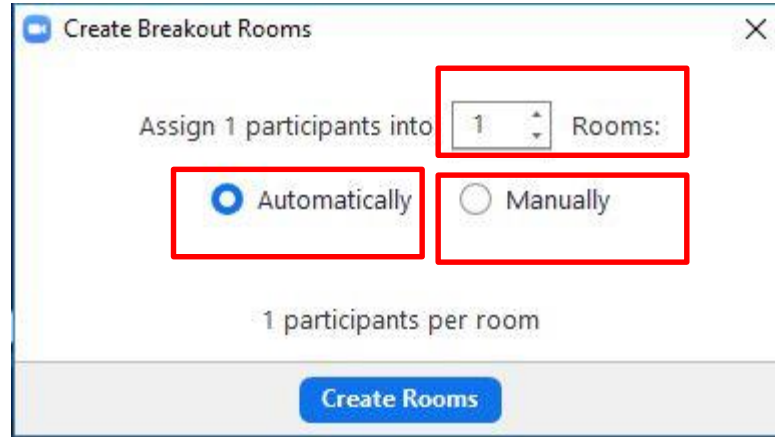 Create Breakout Rooms
Assign 1 participants into 1 Rooms:
Automatically Manually
1 participants per room
Create Rooms